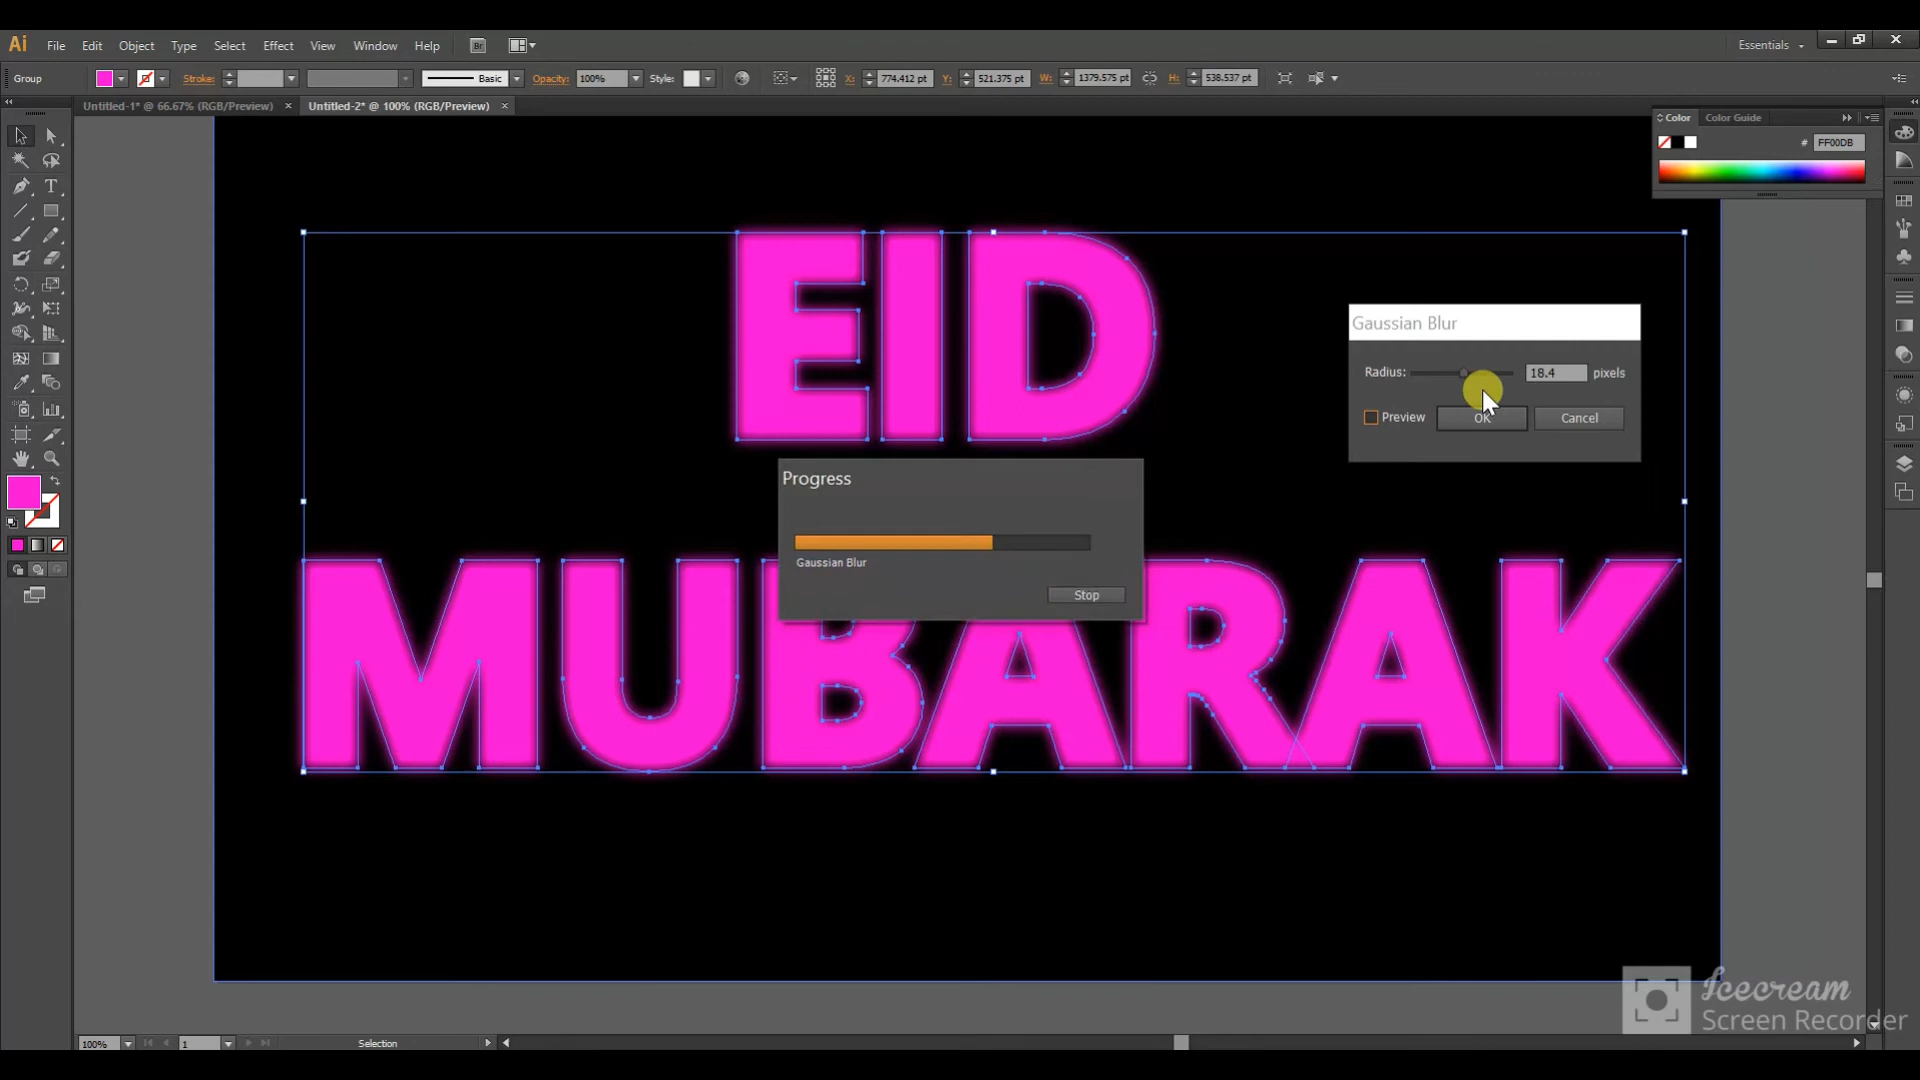 Ai File Edit Object Type Select Effect View Window Help Br Essentials
Group Stroke: Basic Opacity: 100% Style: X: 774.412 pt Y: 521.375 pt W: 1379.575 pt H: 538.537 pt
Untitled-1* @ 66.67% (RGB/Preview) × Untitled-2* @ 100% (RGB/Preview) ×
Color Color Guide
# FF00DB
EID
Gaussian Blur
Radius: 18.4 pixels
Preview OK Cancel
Progress
Gaussian Blur
Stop
MUBARAK
Icecream
Screen Recorder
100% 1 Selection